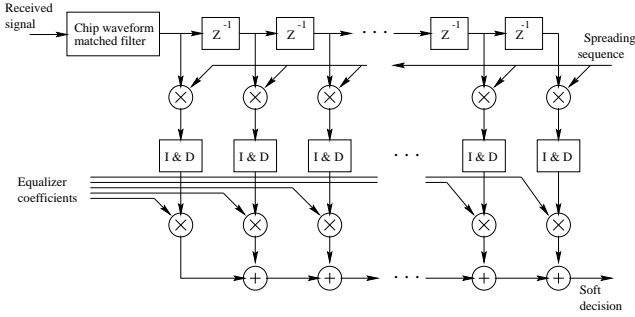 Received
signal
Chip waveform
matched filter
Z^-1
Z^-1
. . .
Z^-1
Z^-1
Spreading
sequence
I & D
I & D
I & D
. . .
I & D
I & D
Equalizer
coefficients
. . .
Soft
decision